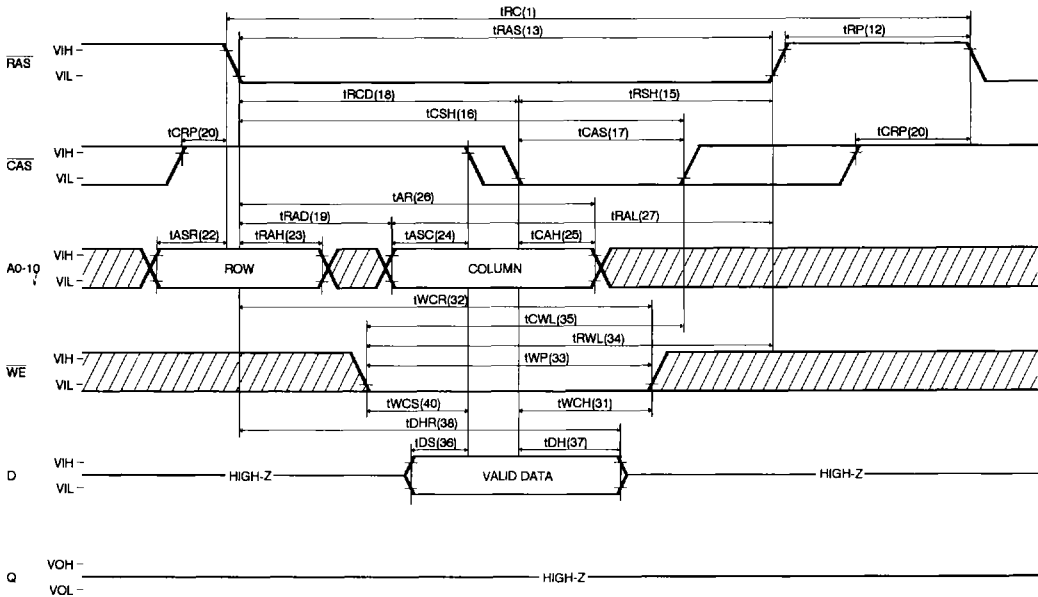 tRC(1)
tRAS(13)
tRP(12)
RAS
VIH
VIL
tRCD(18)
tRSH(15)
tCSH(16)
tCRP(20)
tCAS(17)
tCRP(20)
CAS
VIH
VIL
tAR(26)
tRAD(19)
tRAL(27)
tASR(22)
tRAH(23)
tASC(24)
tCAH(25)
A0-10
VIH
VIL
ROW
COLUMN
tWCR(32)
tCWL(35)
tRWL(34)
WE
VIH
VIL
tWP(33)
tWCS(40)
tWCH(31)
tDHR(38)
tDS(36)
tDH(37)
D
VIH
VIL
HIGH-Z
VALID DATA
HIGH-Z
Q
VOH
VOL
HIGH-Z